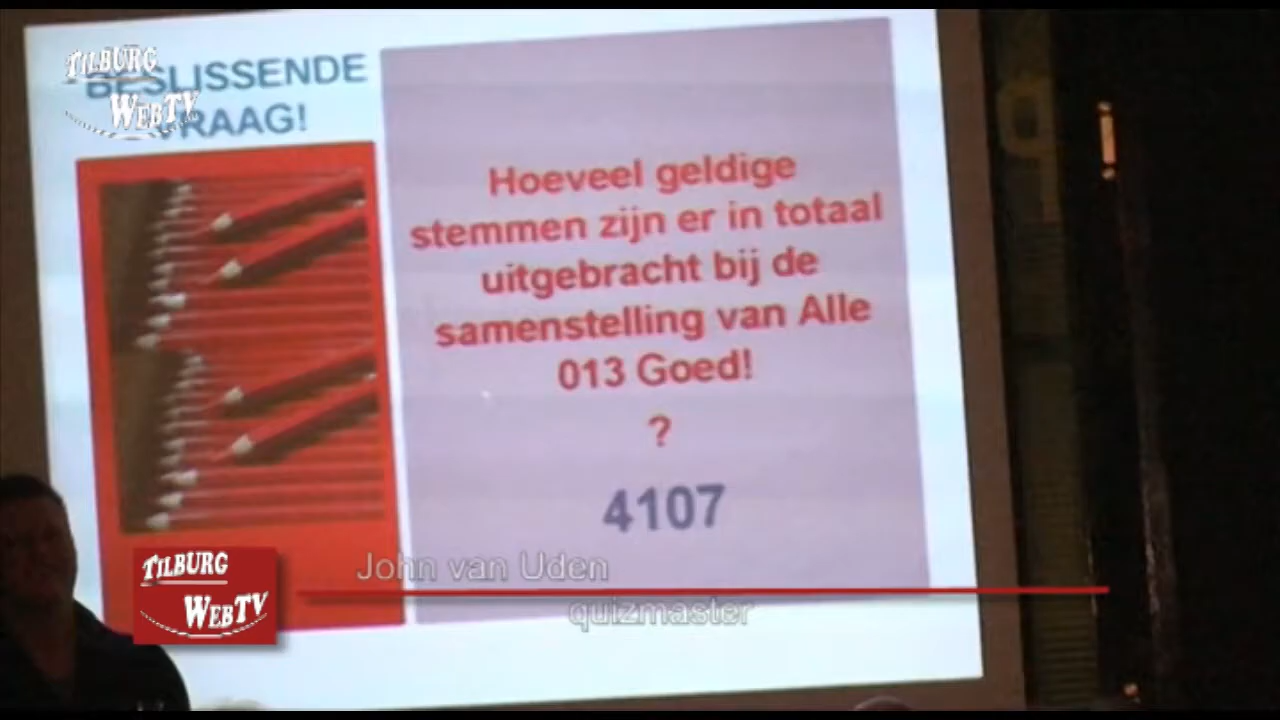 TILBURG
WEBTV
BESLISSENDE
VRAAG!
Hoeveel geldige
stemmen zijn er in totaal
uitgebracht bij de
samenstelling van Alle
013 Goed!
?
4107
John van Uden
quizmaster
TILBURG
WEBTV